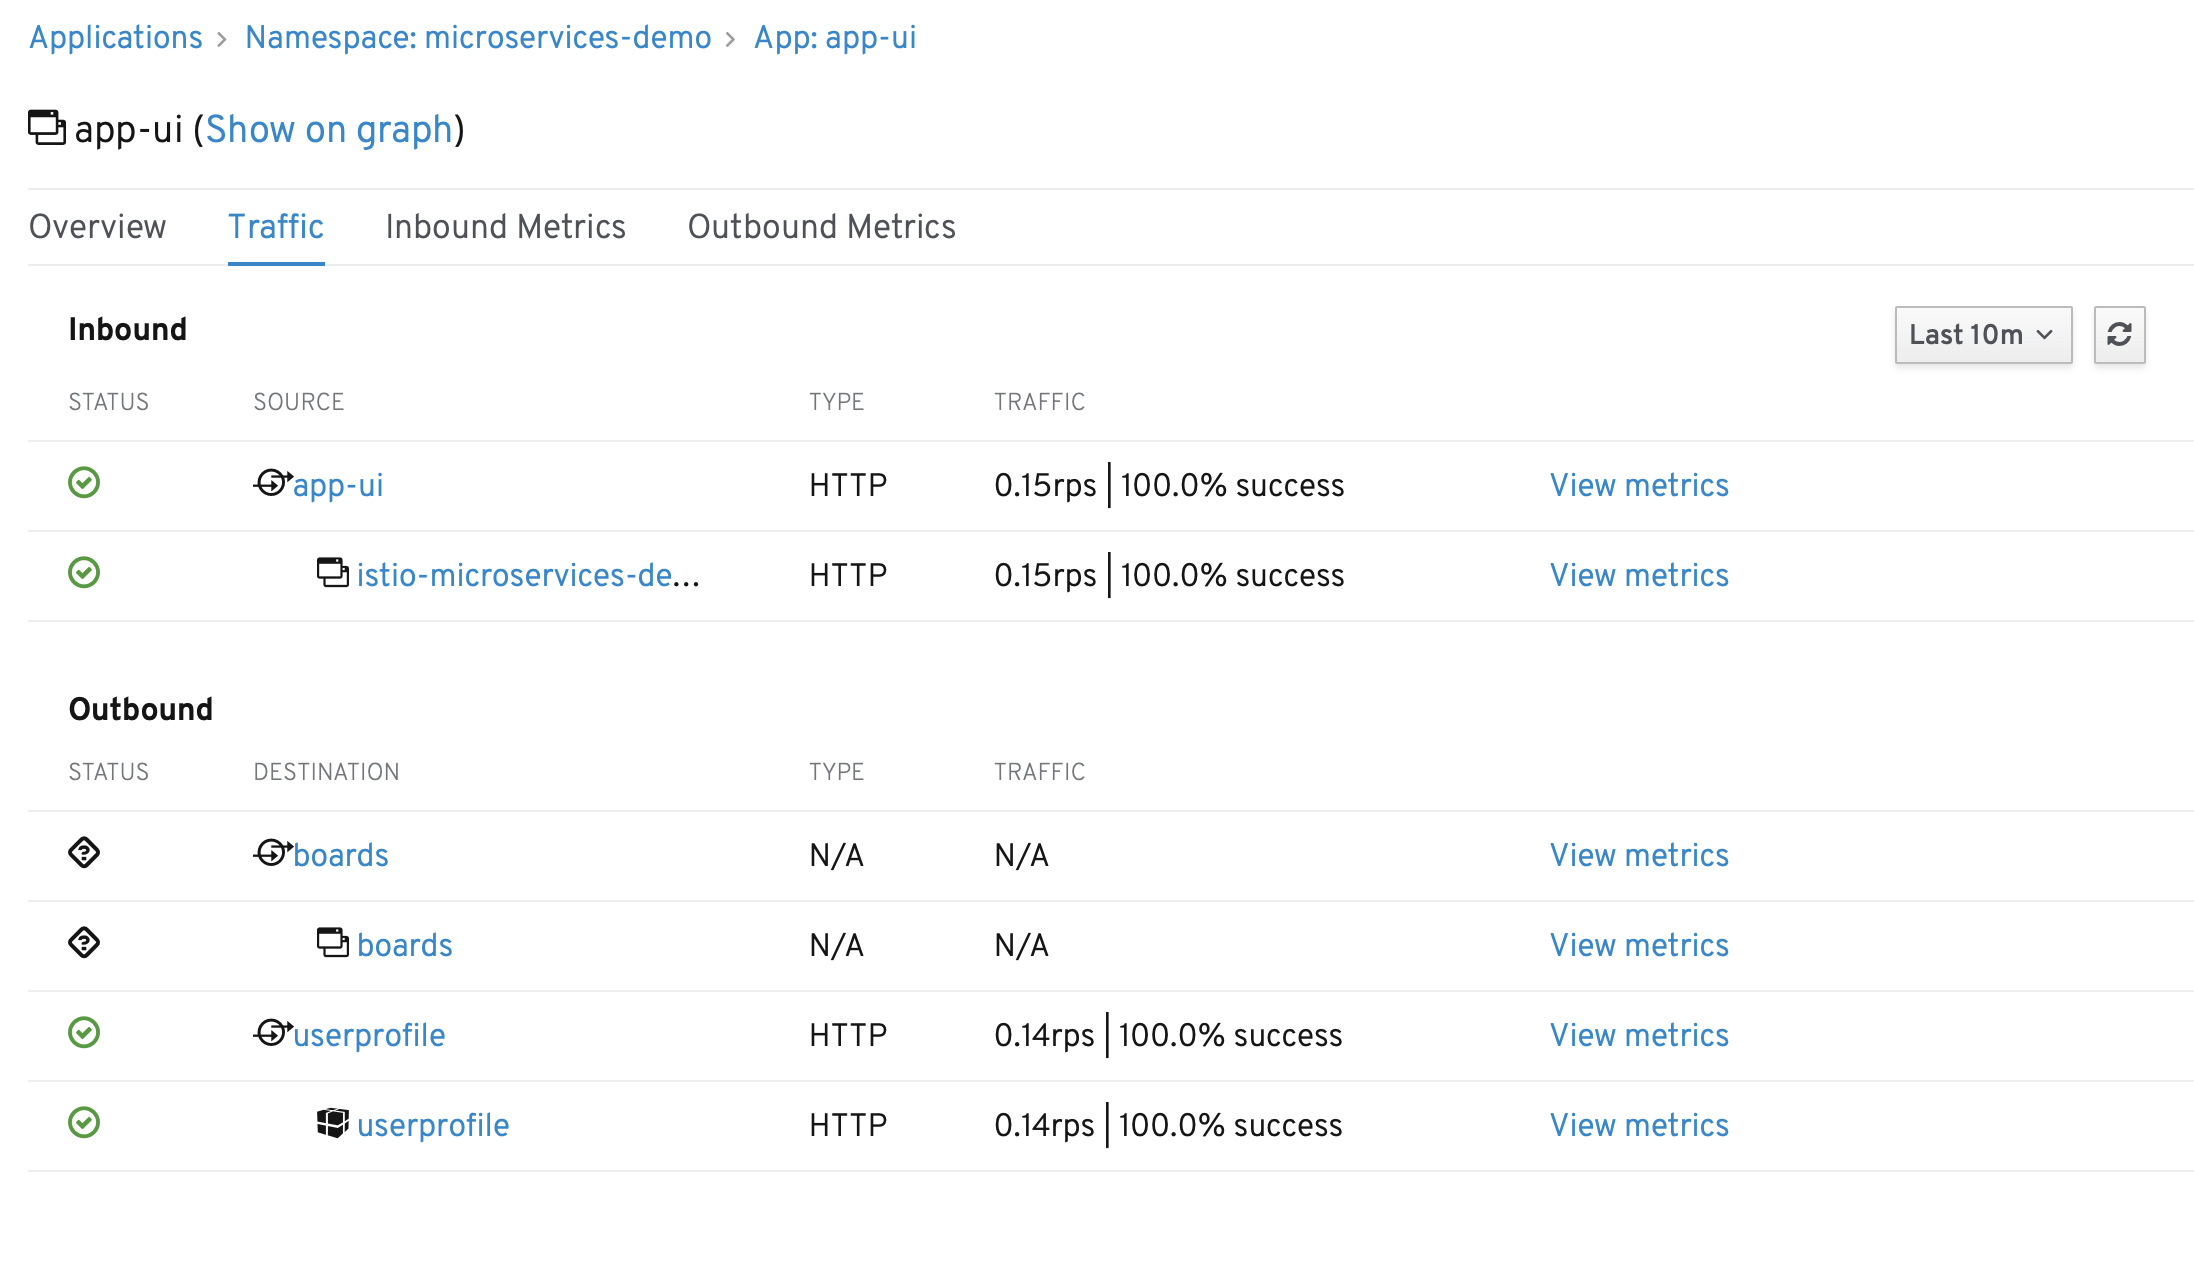 Applications > Namespace: microservices-demo > App: app-ui
app-ui (Show on graph)
Overview Traffic Inbound Metrics Outbound Metrics
Inbound Last 10m
STATUS SOURCE TYPE TRAFFIC
app-ui HTTP 0.15rps | 100.0% success View metrics
istio-microservices-de... HTTP 0.15rps | 100.0% success View metrics
Outbound
STATUS DESTINATION TYPE TRAFFIC
boards N/A N/A View metrics
boards N/A N/A View metrics
userprofile HTTP 0.14rps | 100.0% success View metrics
userprofile HTTP 0.14rps | 100.0% success View metrics